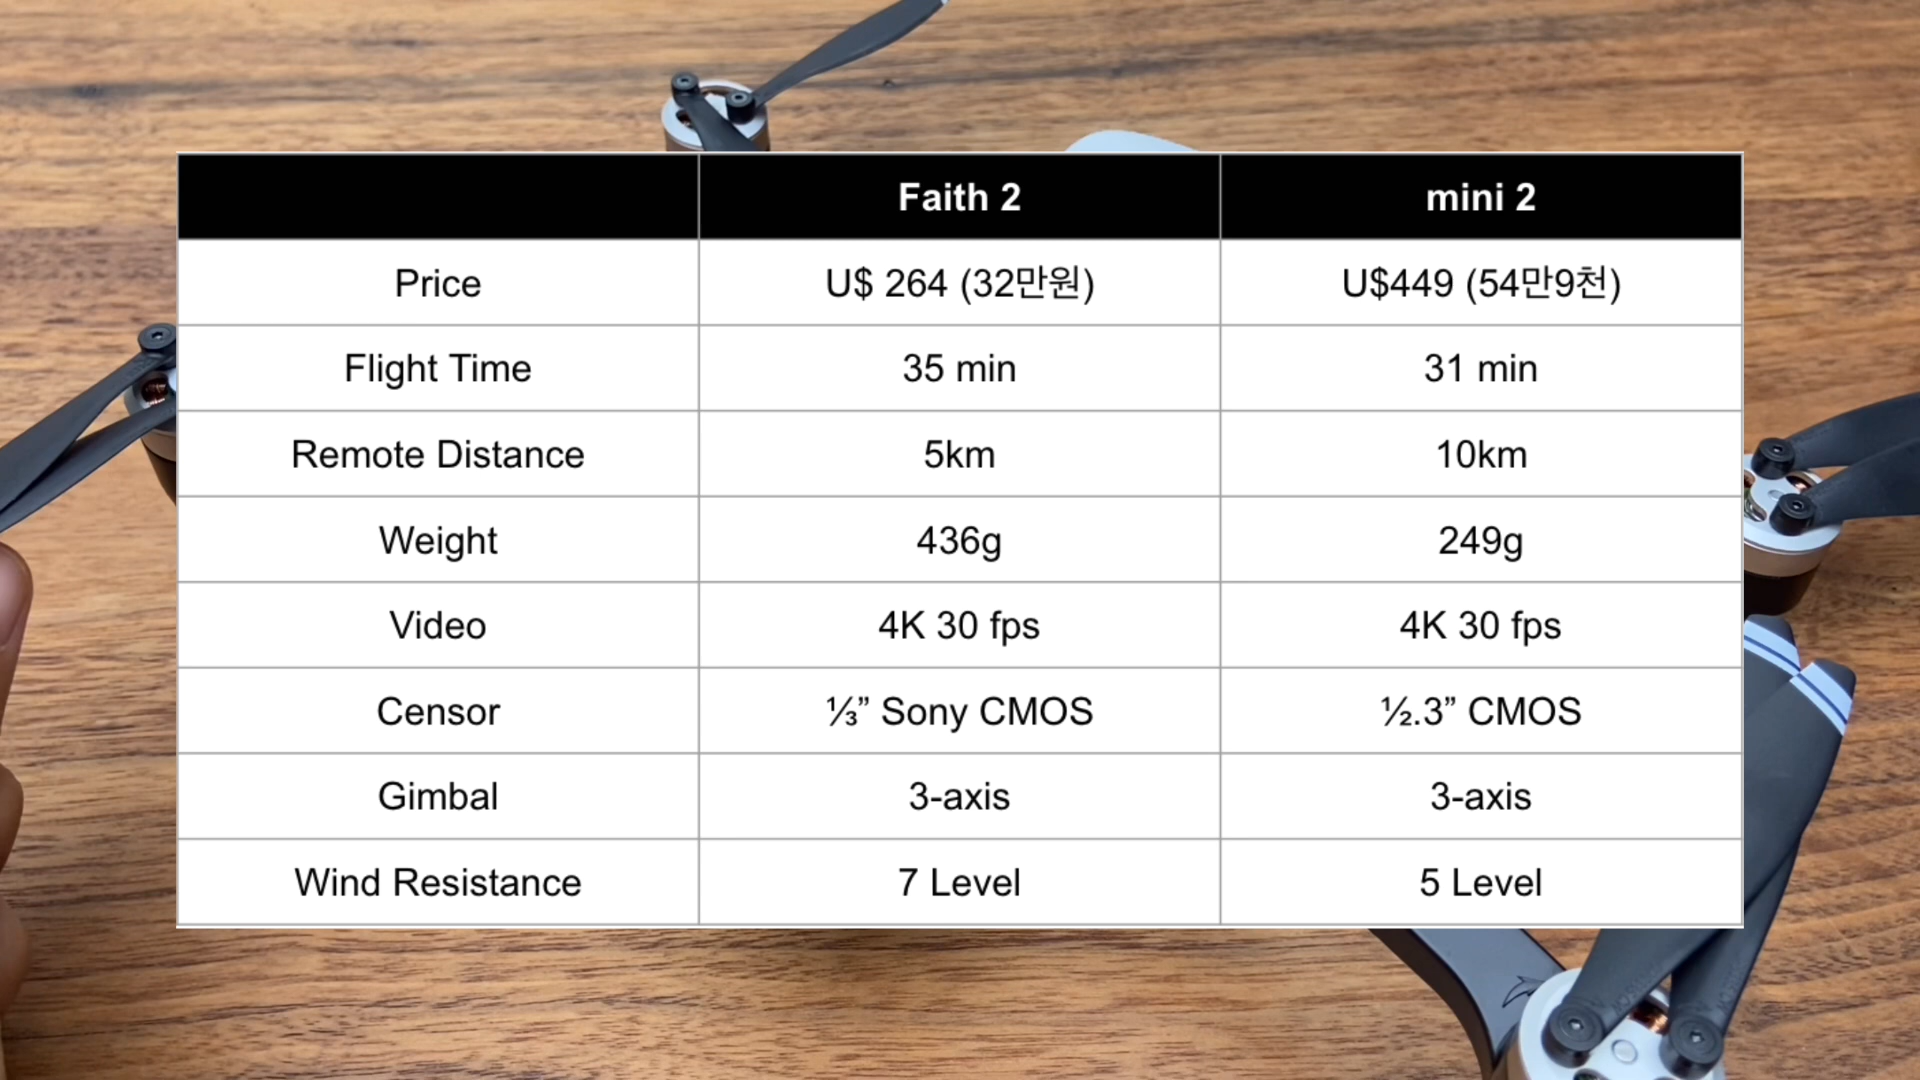 Faith 2 mini 2
Price U$ 264 (32만원) U$449 (54만9천)
Flight Time 35 min 31 min
Remote Distance 5km 10km
Weight 436g 249g
Video 4K 30 fps 4K 30 fps
Censor ⅓” Sony CMOS ½.3” CMOS
Gimbal 3-axis 3-axis
Wind Resistance 7 Level 5 Level